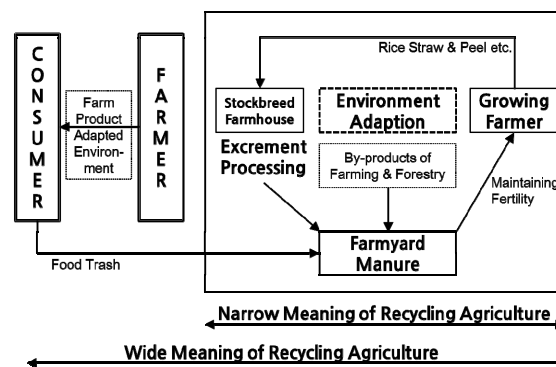 CONSUMER
Farm
Product
Adapted
Environ-
ment
FARMER
Rice Straw & Peel etc.
Stockbreed
Farmhouse
Environment
Adaption
Growing
Farmer
Excrement
Processing
By-products of
Farming & Forestry
Maintaining
Fertility
Farmyard
Manure
Food Trash
Narrow Meaning of Recycling Agriculture
Wide Meaning of Recycling Agriculture